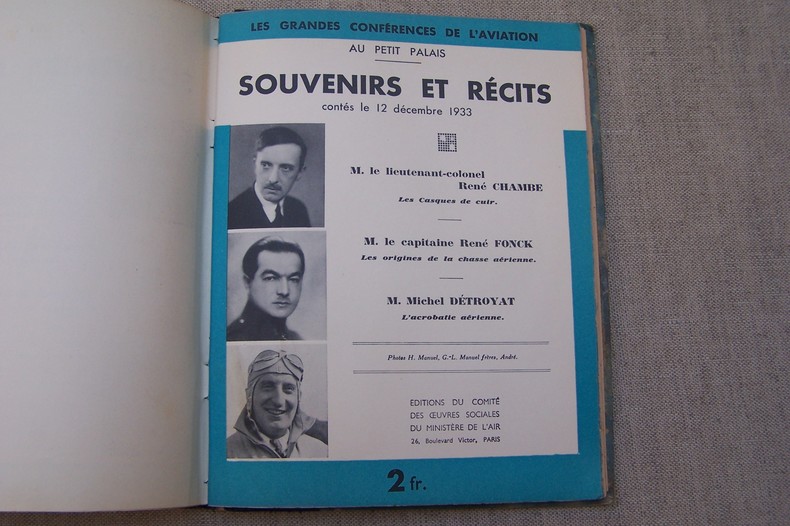 LES GRANDES CONFÉRENCES DE L'AVIATION
AU PETIT PALAIS
SOUVENIRS ET RÉCITS
contés le 12 décembre 1933
M. le lieutenant-colonel
René CHAMBE
Les Casques de cuir.
M. le capitaine René FONCK
Les origines de la chasse aérienne.
M. Michel DÉTROYAT
L'acrobatie aérienne.
Photos H. Manuel, G.-L. Manuel frères, André.
EDITIONS DU COMITÉ
DES ŒUVRES SOCIALES
DU MINISTÈRE DE L'AIR
26, Boulevard Victor, PARIS
2 fr.